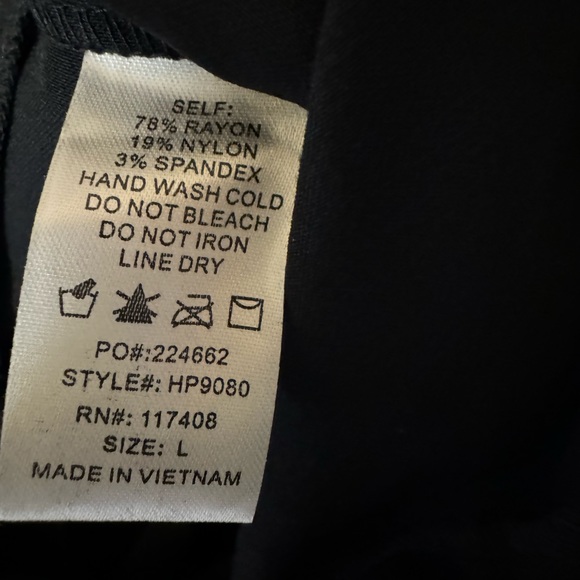 SELF:
78% RAYON
19% NYLON
3% SPANDEX
HAND WASH COLD
DO NOT BLEACH
DO NOT IRON
LINE DRY
PO#:224662
STYLE#: HP9080
RN#: 117408
SIZE: L
MADE IN VIETNAM